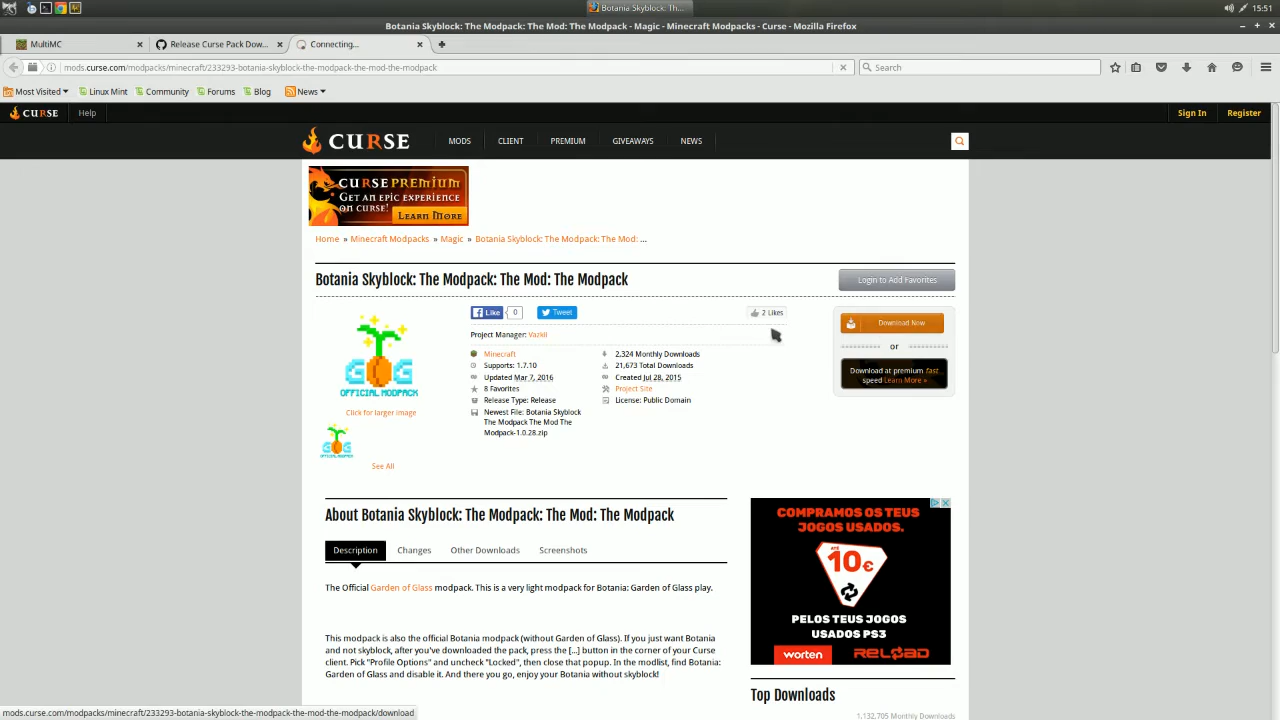 Botania Skyblock: T...
15:51
Botania Skyblock: The Modpack: The Mod: The Modpack - Magic - Minecraft Modpacks - Curse - Mozilla Firefox
MultiMC
Release Curse Pack Dow...
Connecting...
mods.curse.com/modpacks/minecraft/233293-botania-skyblock-the-modpack-the-mod-the-modpack
Search
Most Visited
Linux Mint
Community
Forums
Blog
News
CURSE
Help
Sign In
Register
CURSE
MODS
CLIENT
PREMIUM
GIVEAWAYS
NEWS
CURSE PREMIUM
GET AN EPIC EXPERIENCE
ON CURSE!
LEARN MORE
Home » Minecraft Modpacks » Magic » Botania Skyblock: The Modpack: The Mod: ...
Botania Skyblock: The Modpack: The Mod: The Modpack
Login to Add Favorites
OFFICIAL MODPACK
Click for larger image
See All
Like
0
Tweet
2 Likes
Project Manager: Vazkii
Minecraft
Supports: 1.7.10
Updated Mar 7, 2016
8 Favorites
Release Type: Release
Newest File: Botania Skyblock
The Modpack The Mod The
Modpack-1.0.28.zip
2,324 Monthly Downloads
21,673 Total Downloads
Created Jul 28, 2015
Project Site
License: Public Domain
Download Now
or
Download at premium fast
speed Learn More »
About Botania Skyblock: The Modpack: The Mod: The Modpack
Description
Changes
Other Downloads
Screenshots
The Official Garden of Glass modpack. This is a very light modpack for Botania: Garden of Glass play.
This modpack is also the official Botania modpack (without Garden of Glass). If you just want Botania
and not skyblock, after you've downloaded the pack, press the [...] button in the corner of your Curse
client. Pick "Profile Options" and uncheck "Locked", then close that popup. In the modlist, find Botania:
Garden of Glass and disable it. And there you go, enjoy your Botania without skyblock!
COMPRAMOS OS TEUS
JOGOS USADOS.
ATÉ
10€
PELOS TEUS JOGOS
USADOS PS3
worten
RELOAD
Top Downloads
1,132,705 Monthly Downloads
mods.curse.com/modpacks/minecraft/233293-botania-skyblock-the-modpack-the-mod-the-modpack/download